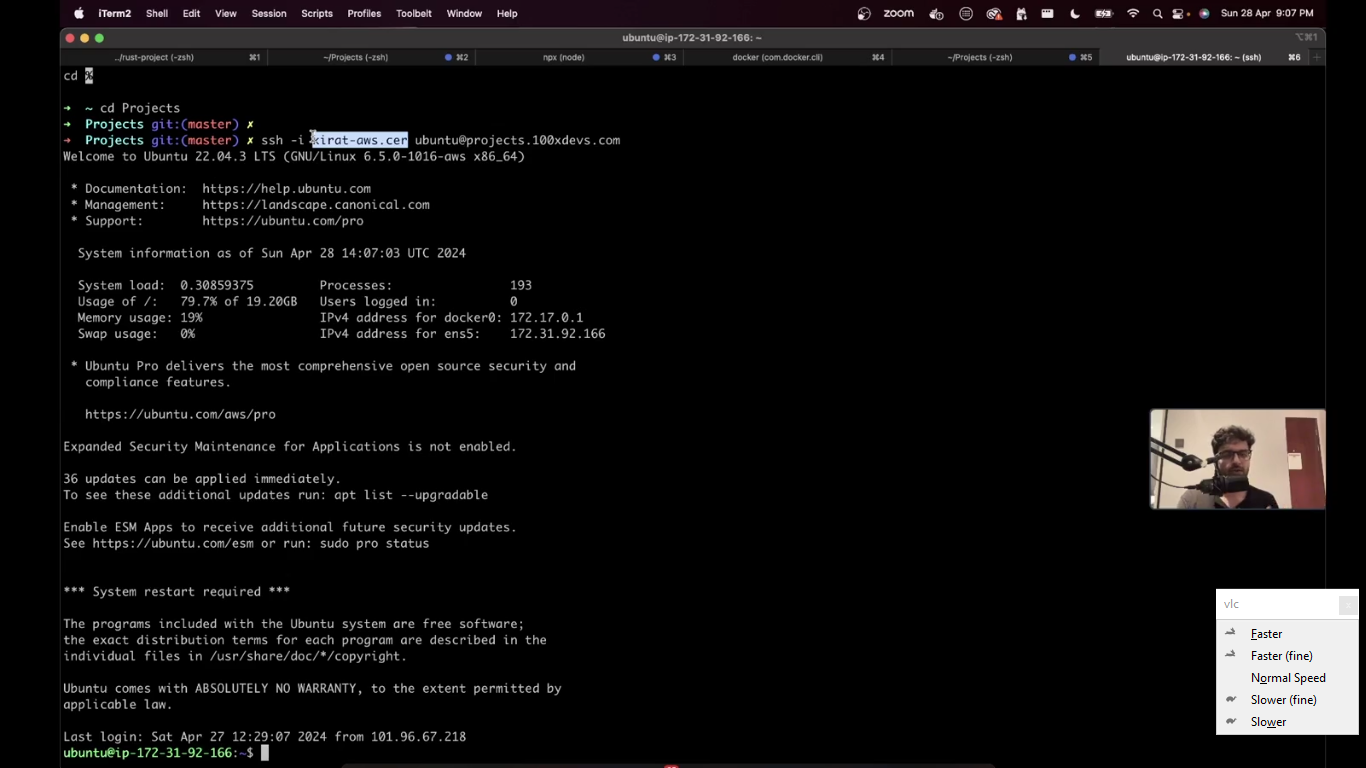 iTerm2 Shell Edit View Session Scripts Profiles Toolbelt Window Help zoom Sun 28 Apr 9:07 PM
ubuntu@ip-172-31-92-166: ~ ⌥⌘1
../rust-project (-zsh) ⌘1 ~/Projects (-zsh) ⌘2 npx (node) ⌘3 docker (com.docker.cli) ⌘4 ~/Projects (-zsh) ⌘5 ubuntu@ip-172-31-92-166: ~ (ssh) ⌘6
cd %
➜ ~ cd Projects
➜ Projects git:(master) ✗
➜ Projects git:(master) ✗ ssh -i kirat-aws.cer ubuntu@projects.100xdevs.com
Welcome to Ubuntu 22.04.3 LTS (GNU/Linux 6.5.0-1016-aws x86_64)
* Documentation: https://help.ubuntu.com
* Management: https://landscape.canonical.com
* Support: https://ubuntu.com/pro
System information as of Sun Apr 28 14:07:03 UTC 2024
System load: 0.30859375 Processes: 193
Usage of /: 79.7% of 19.20GB Users logged in: 0
Memory usage: 19% IPv4 address for docker0: 172.17.0.1
Swap usage: 0% IPv4 address for ens5: 172.31.92.166
* Ubuntu Pro delivers the most comprehensive open source security and
compliance features.
https://ubuntu.com/aws/pro
Expanded Security Maintenance for Applications is not enabled.
36 updates can be applied immediately.
To see these additional updates run: apt list --upgradable
Enable ESM Apps to receive additional future security updates.
See https://ubuntu.com/esm or run: sudo pro status
*** System restart required ***
The programs included with the Ubuntu system are free software;
the exact distribution terms for each program are described in the
individual files in /usr/share/doc/*/copyright.
Ubuntu comes with ABSOLUTELY NO WARRANTY, to the extent permitted by
applicable law.
Last login: Sat Apr 27 12:29:07 2024 from 101.96.67.218
ubuntu@ip-172-31-92-166:~$
vlc
Faster
Faster (fine)
Normal Speed
Slower (fine)
Slower